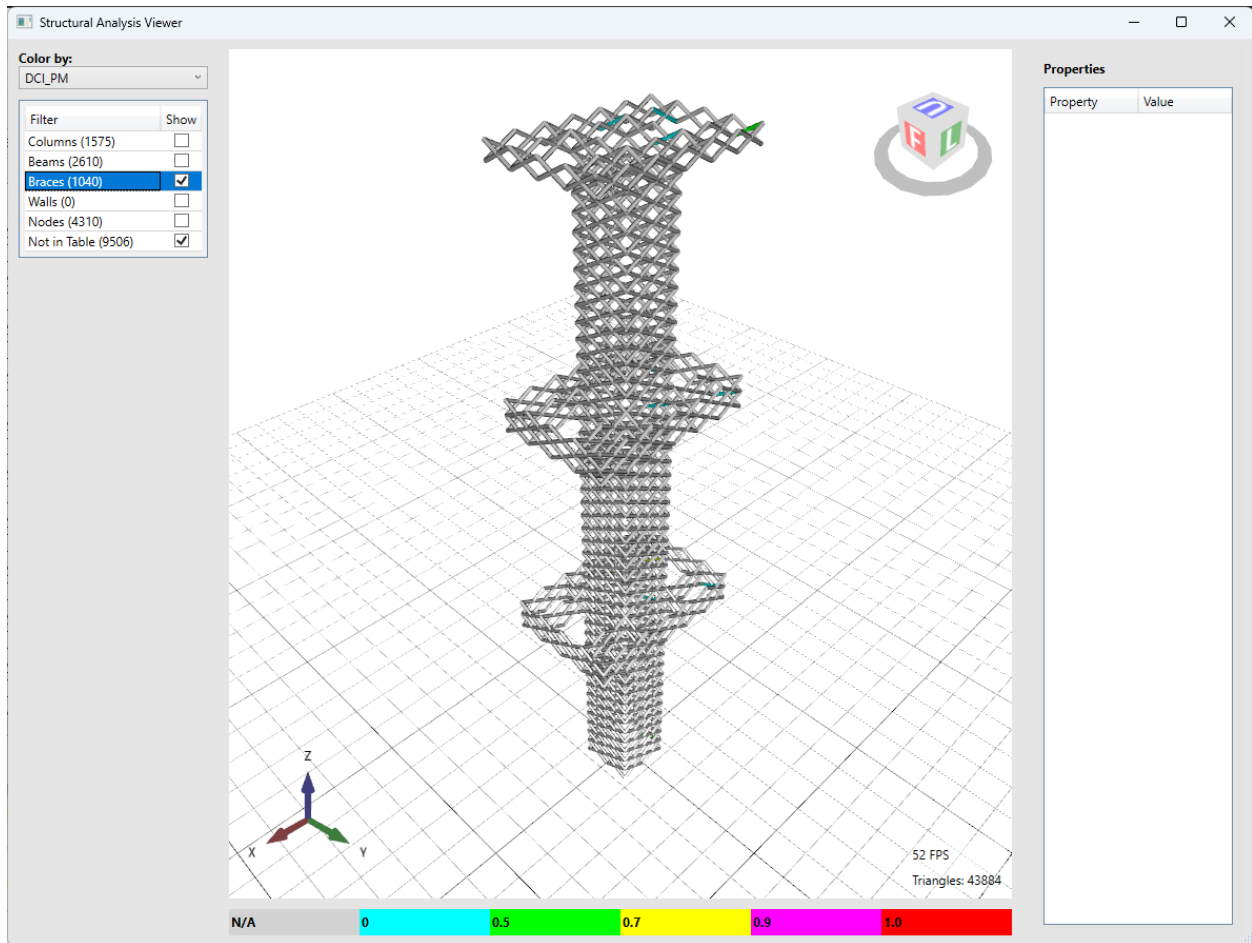 Structural Analysis Viewer
Color by:
DCI_PM
Filter Show
Columns (1575)
Beams (2610)
Braces (1040)
Walls (0)
Nodes (4310)
Not in Table (9506)
Properties
Property Value
U
F L
Z
X Y
52 FPS
Triangles: 43884
N/A 0 0.5 0.7 0.9 1.0